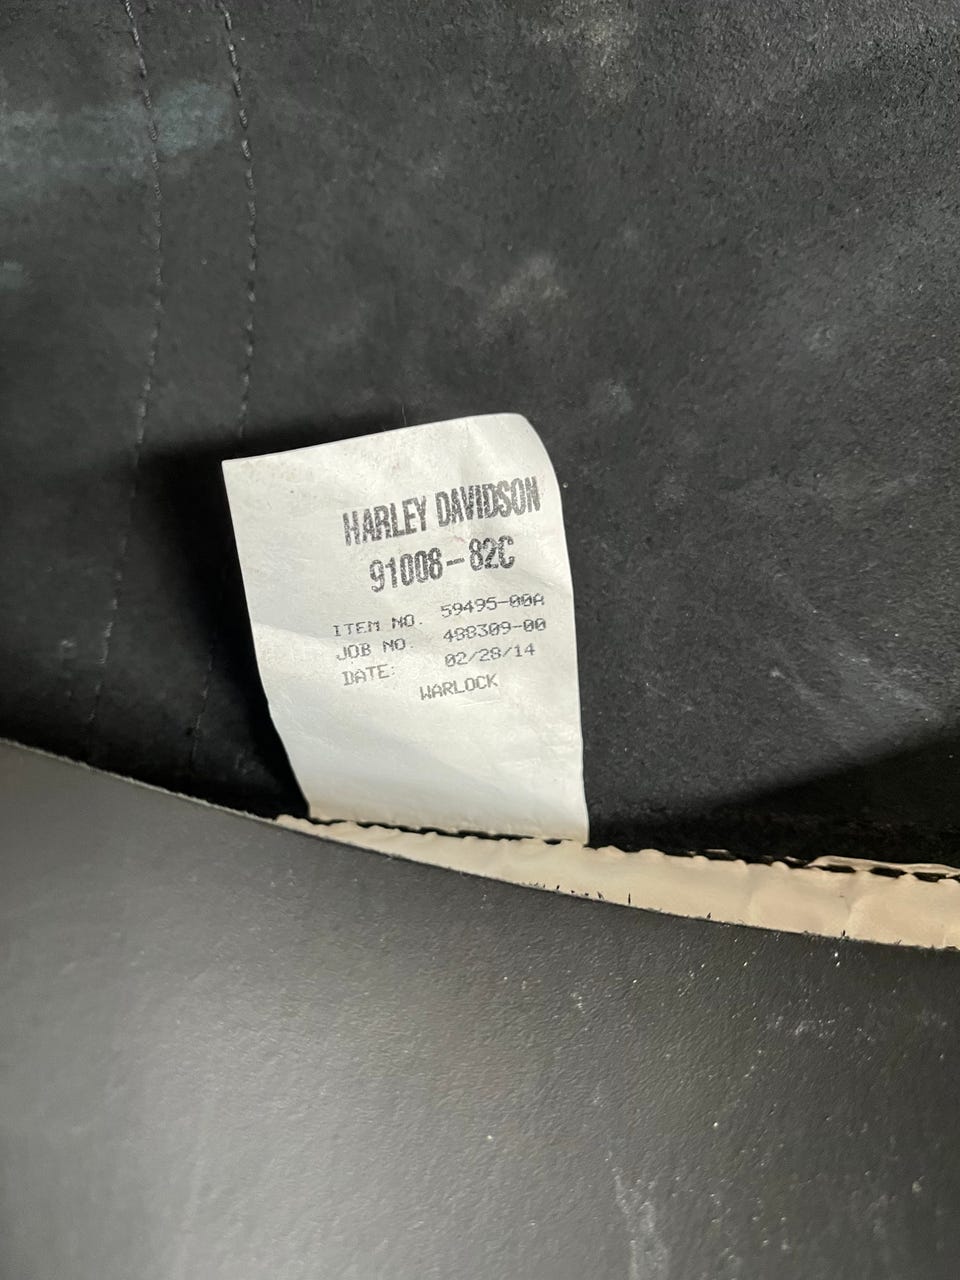 HARLEY DAVIDSON
91008-82C
ITEM NO. 59495-00A
JOB NO. 488309-00
DATE: 02/28/14
WARLOCK